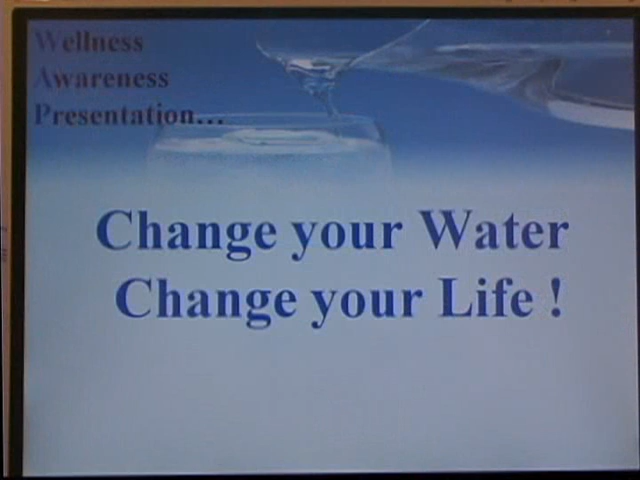 Wellness
Awareness
Presentation...
Change your Water
Change your Life !